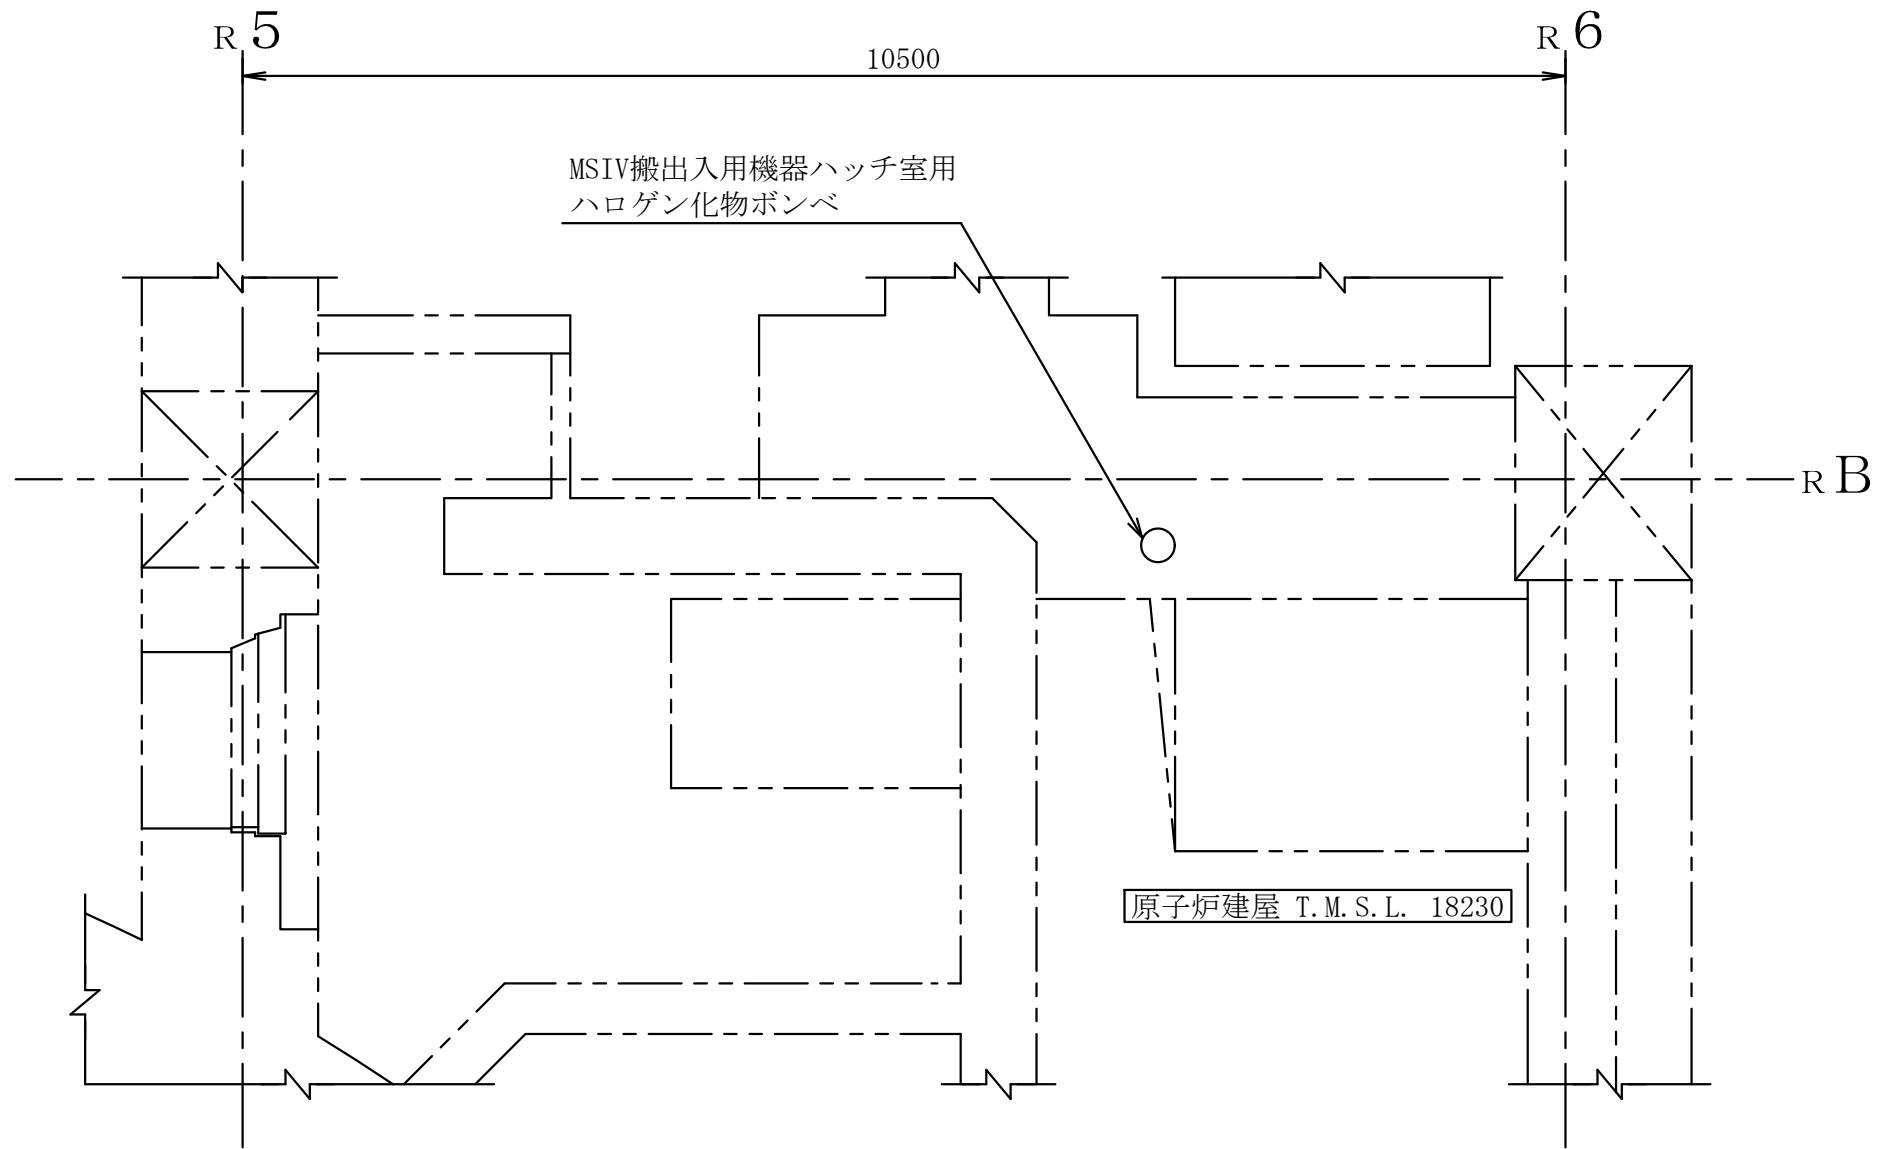 R5
R6
10500
MSIV搬出入用機器ハッチ室用
ハロゲン化物ボンベ
RB
原子炉建屋 T.M.S.L. 18230